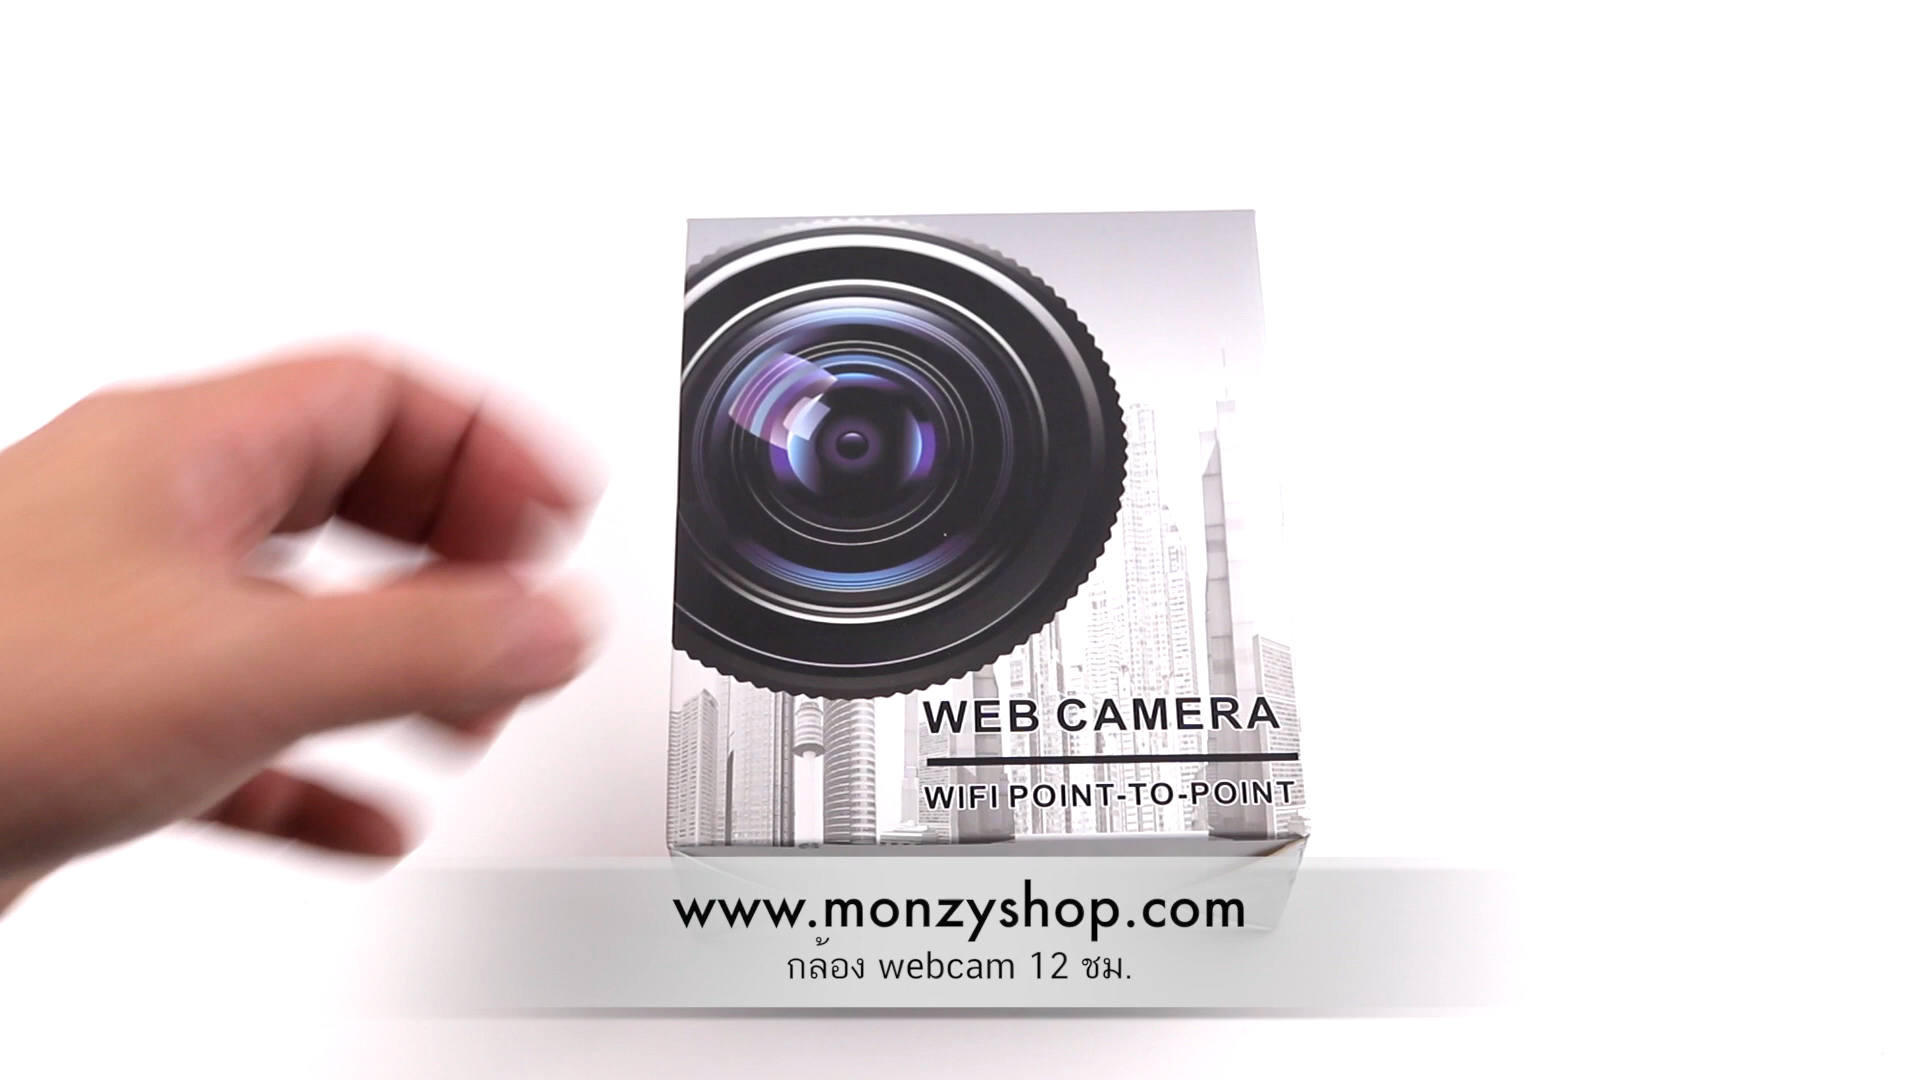 WEB CAMERA
WIFI POINT-TO-POINT
www.monzyshop.com
กล้อง webcam 12 ชม.